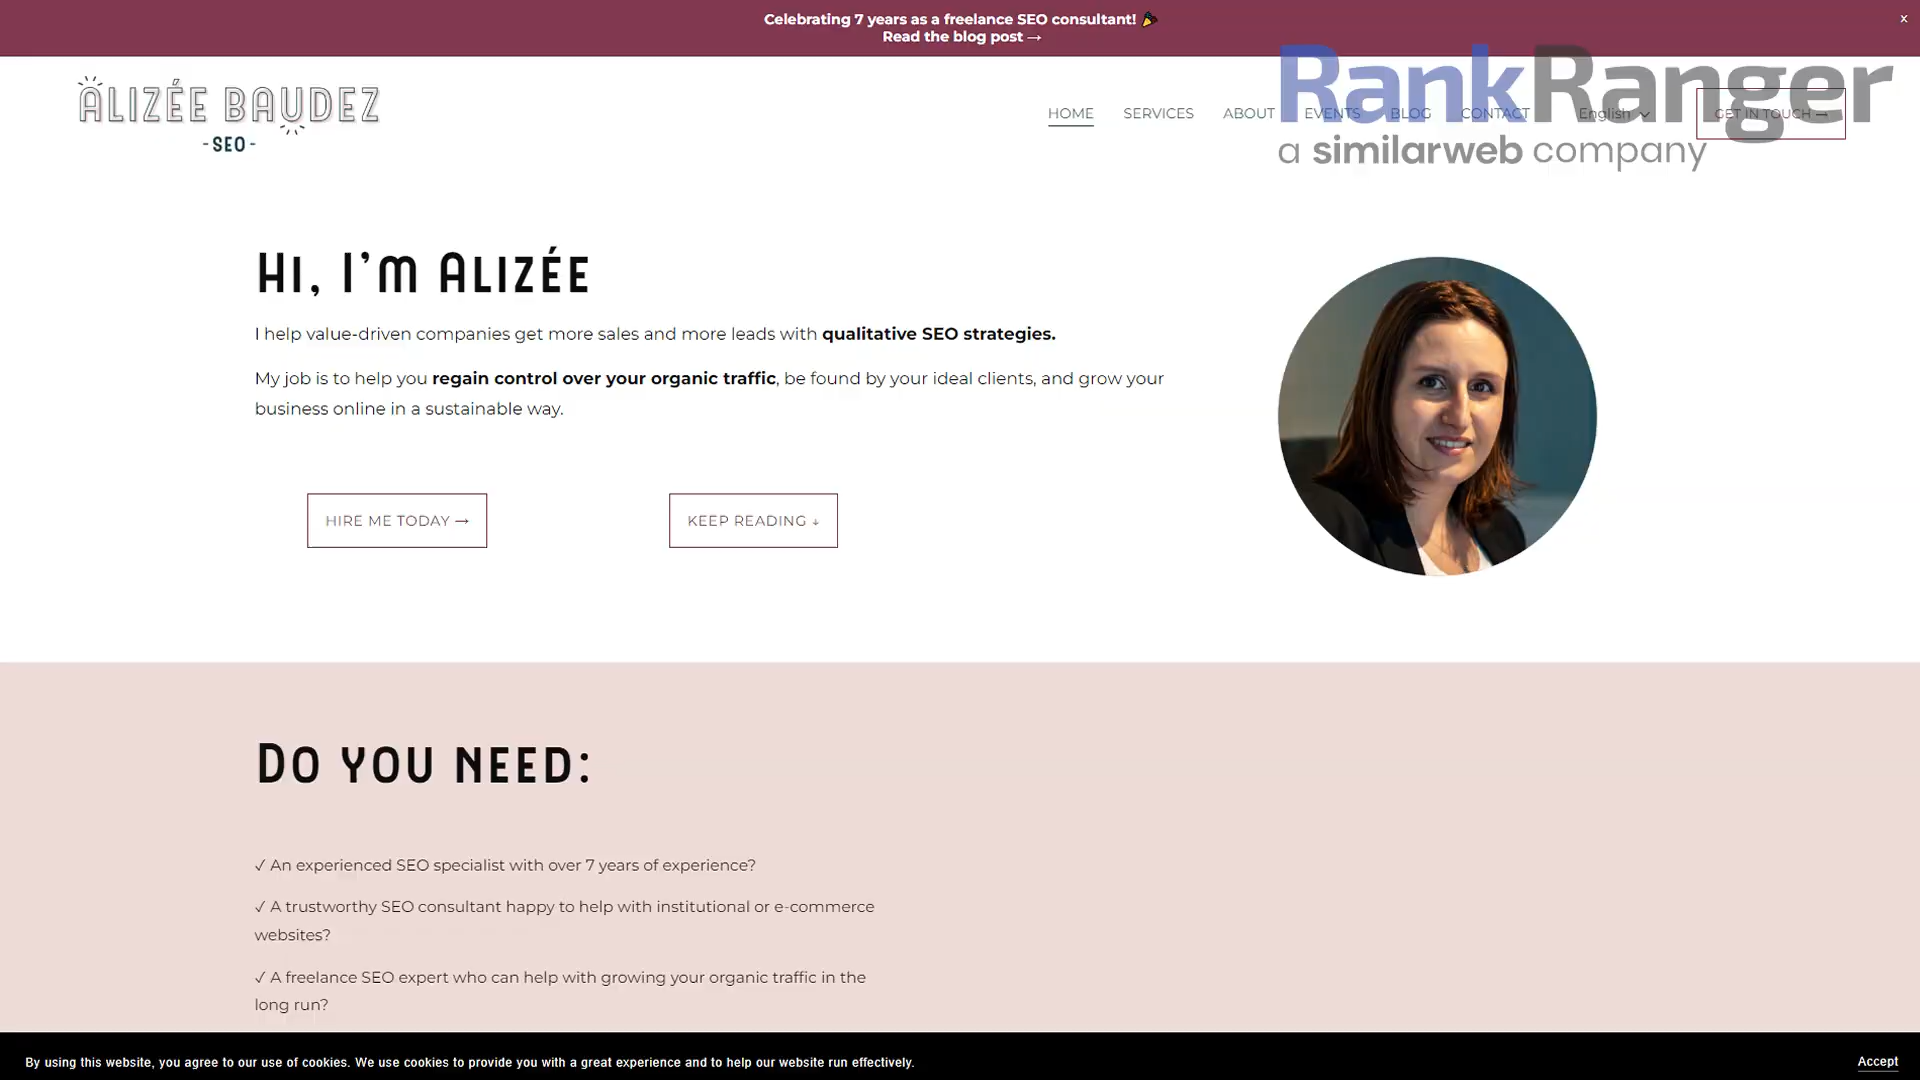 Celebrating 7 years as a freelance SEO consultant! 🎉
Read the blog post →
x
ALIZÉE BAUDEZ
- SEO -
HOME SERVICES ABOUT EVENTS BLOG CONTACT English GET IN TOUCH →
RankRanger
a similarweb company
HI, I'M ALIZÉE
I help value-driven companies get more sales and more leads with qualitative SEO strategies.
My job is to help you regain control over your organic traffic, be found by your ideal clients, and grow your
business online in a sustainable way.
HIRE ME TODAY → KEEP READING ↓
DO YOU NEED:
✓ An experienced SEO specialist with over 7 years of experience?
✓ A trustworthy SEO consultant happy to help with institutional or e-commerce
websites?
✓ A freelance SEO expert who can help with growing your organic traffic in the
long run?
By using this website, you agree to our use of cookies. We use cookies to provide you with a great experience and to help our website run effectively.
Accept